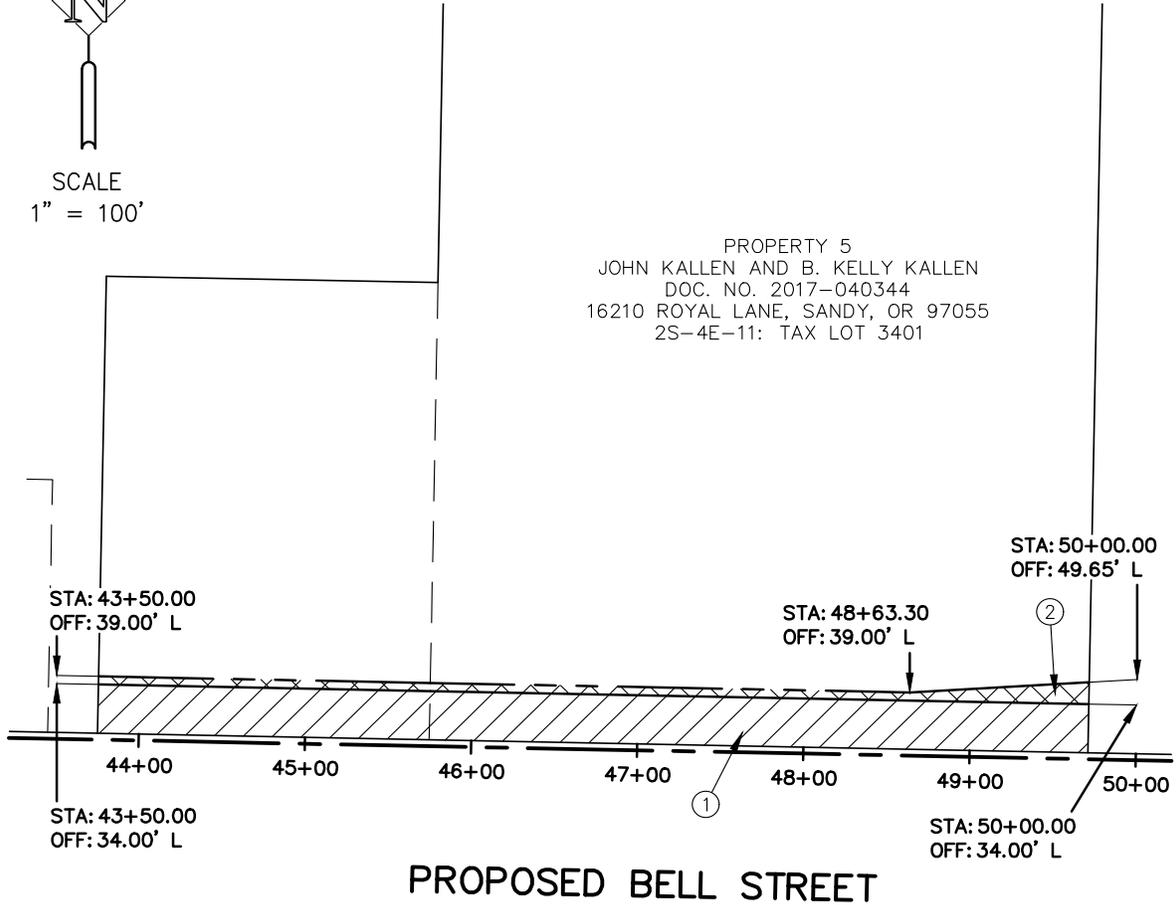 N
SCALE
1" = 100'
PROPERTY 5
JOHN KALLEN AND B. KELLY KALLEN
DOC. NO. 2017-040344
16210 ROYAL LANE, SANDY, OR 97055
2S-4E-11: TAX LOT 3401
STA: 50+00.00
OFF: 49.65' L
STA: 43+50.00
OFF: 39.00' L
STA: 48+63.30
OFF: 39.00' L
2
44+00
45+00
46+00
47+00
48+00
49+00
50+00
1
STA: 43+50.00
OFF: 34.00' L
STA: 50+00.00
OFF: 34.00' L
PROPOSED BELL STREET